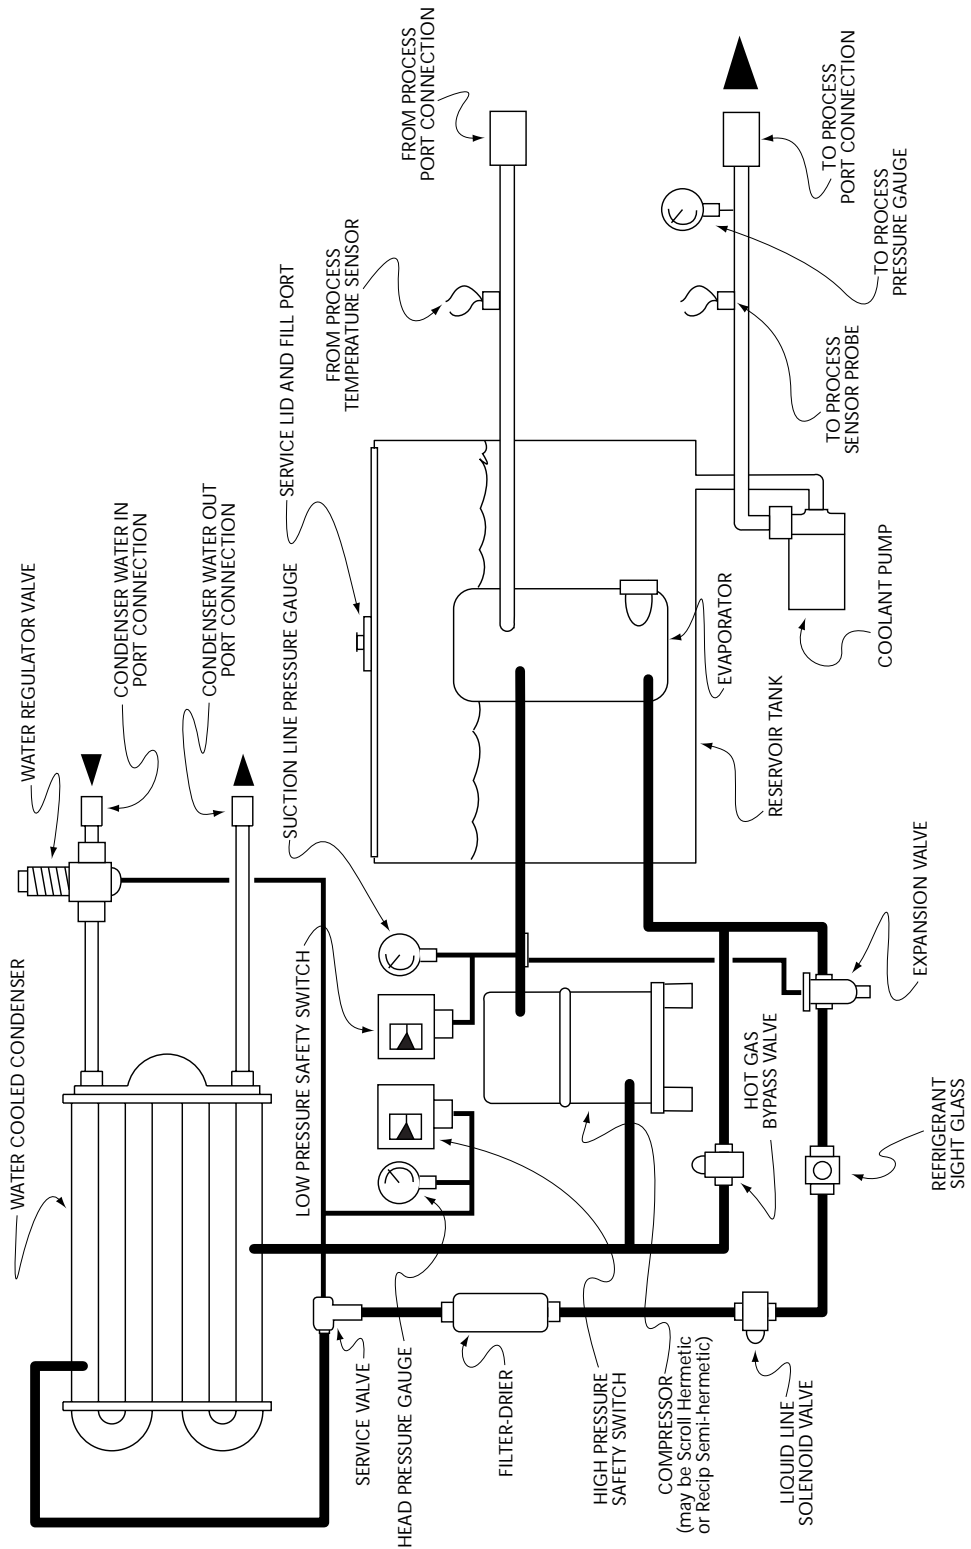 WATER COOLED CONDENSER
WATER REGULATOR VALVE
CONDENSER WATER IN
PORT CONNECTION
CONDENSER WATER OUT
PORT CONNECTION
SERVICE LID AND FILL PORT
SUCTION LINE PRESSURE GAUGE
LOW PRESSURE SAFETY SWITCH
FROM PROCESS
TEMPERATURE SENSOR
FROM PROCESS
PORT CONNECTION
SERVICE VALVE
HEAD PRESSURE GAUGE
FILTER-DRIER
HIGH PRESSURE
SAFETY SWITCH
COMPRESSOR
(may be Scroll Hermetic
or Recip Semi-hermetic)
HOT GAS
BYPASS VALVE
EVAPORATOR
RESERVOIR TANK
LIQUID LINE
SOLENOID VALVE
TO PROCESS
SENSOR PROBE
TO PROCESS
PORT CONNECTION
TO PROCESS
PRESSURE GAUGE
COOLANT PUMP
EXPANSION VALVE
REFRIGERANT
SIGHT GLASS